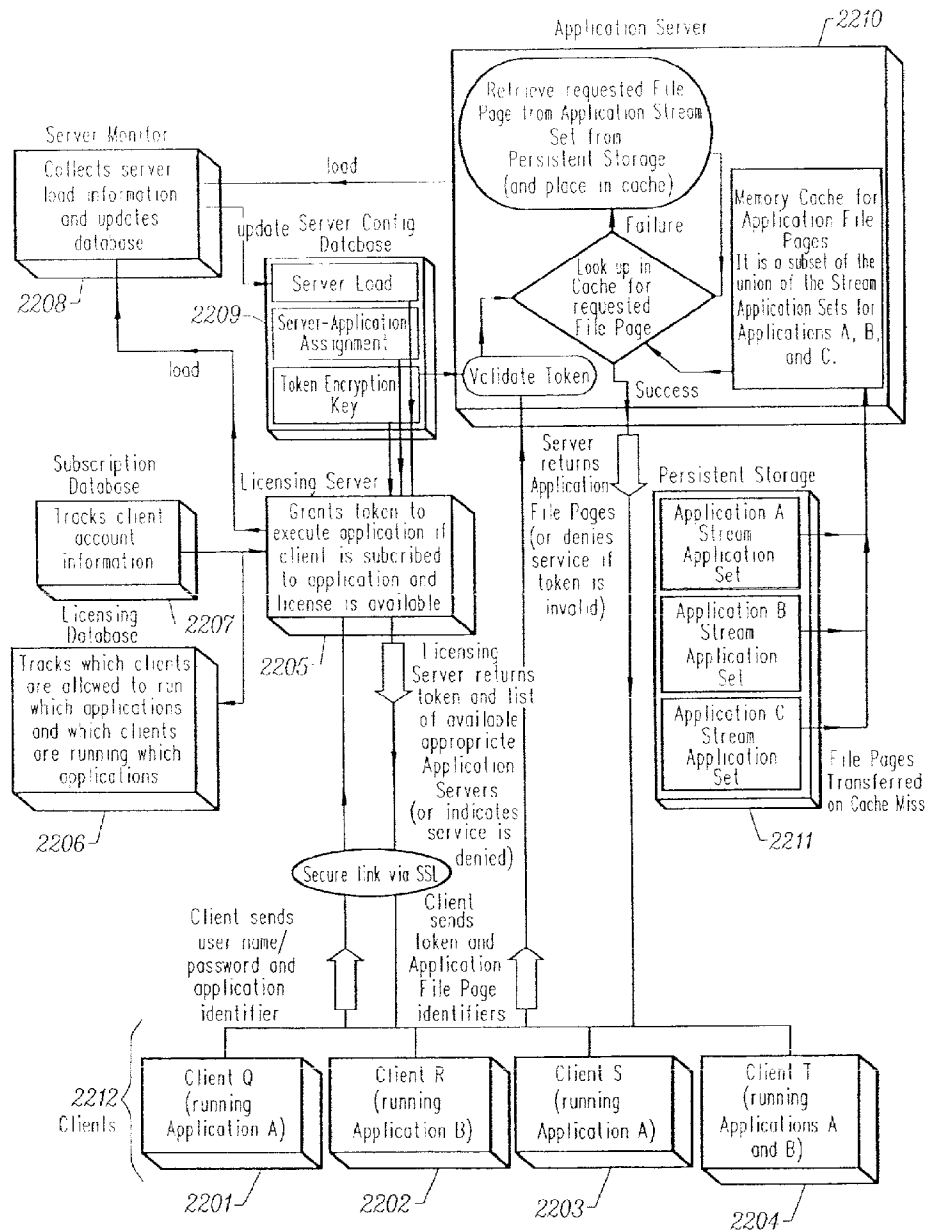 2210
Application Server
Retrieve requested File
Page from Application Stream
Set from
Persistent Storage
(and place in cache)
Server Monitor
Collects server
load information
and updates
database
2208
load
update
Failure
Memory Cache for
Application File
Pages
It is a subset of the
union of the Stream
Application Sets for
Applications A, B,
and C.
Server Config
Database
2209
Server Load
Server-Application
Assignment
Token Encryption
Key
Look up in
Cache for
requested
File Page
Validate Token
Success
load
Subscription
Database
Tracks client
account
information
2207
Licensing Server
Grants token to
execute application if
client is subcribed
to application and
license is available
2205
Server
returns
Application
File Pages
(or denies
service if
token is
invalid)
Persistent Storage
Application A
Stream
Application
Set
Application B
Stream
Application
Set
Application C
Stream
Application
Set
2211
File Pages
Transferred
on Cache Miss
Licensing
Database
Tracks which clients
are allowed to run
which applications
and which clients
are running which
applications
2206
Licensing
Server returns
token and list
of available
appropriate
Application
Servers
(or indicates
service is
denied)
Secure link via SSL
Client sends
user name/
password and
application
identifier
Client
sends
token and
Application
File Page
identifiers
2212
Clients
Client Q
(running
Application A)
2201
Client R
(running
Application B)
2202
Client S
(running
Application A)
2203
Client T
(running
Applications A
and B)
2204